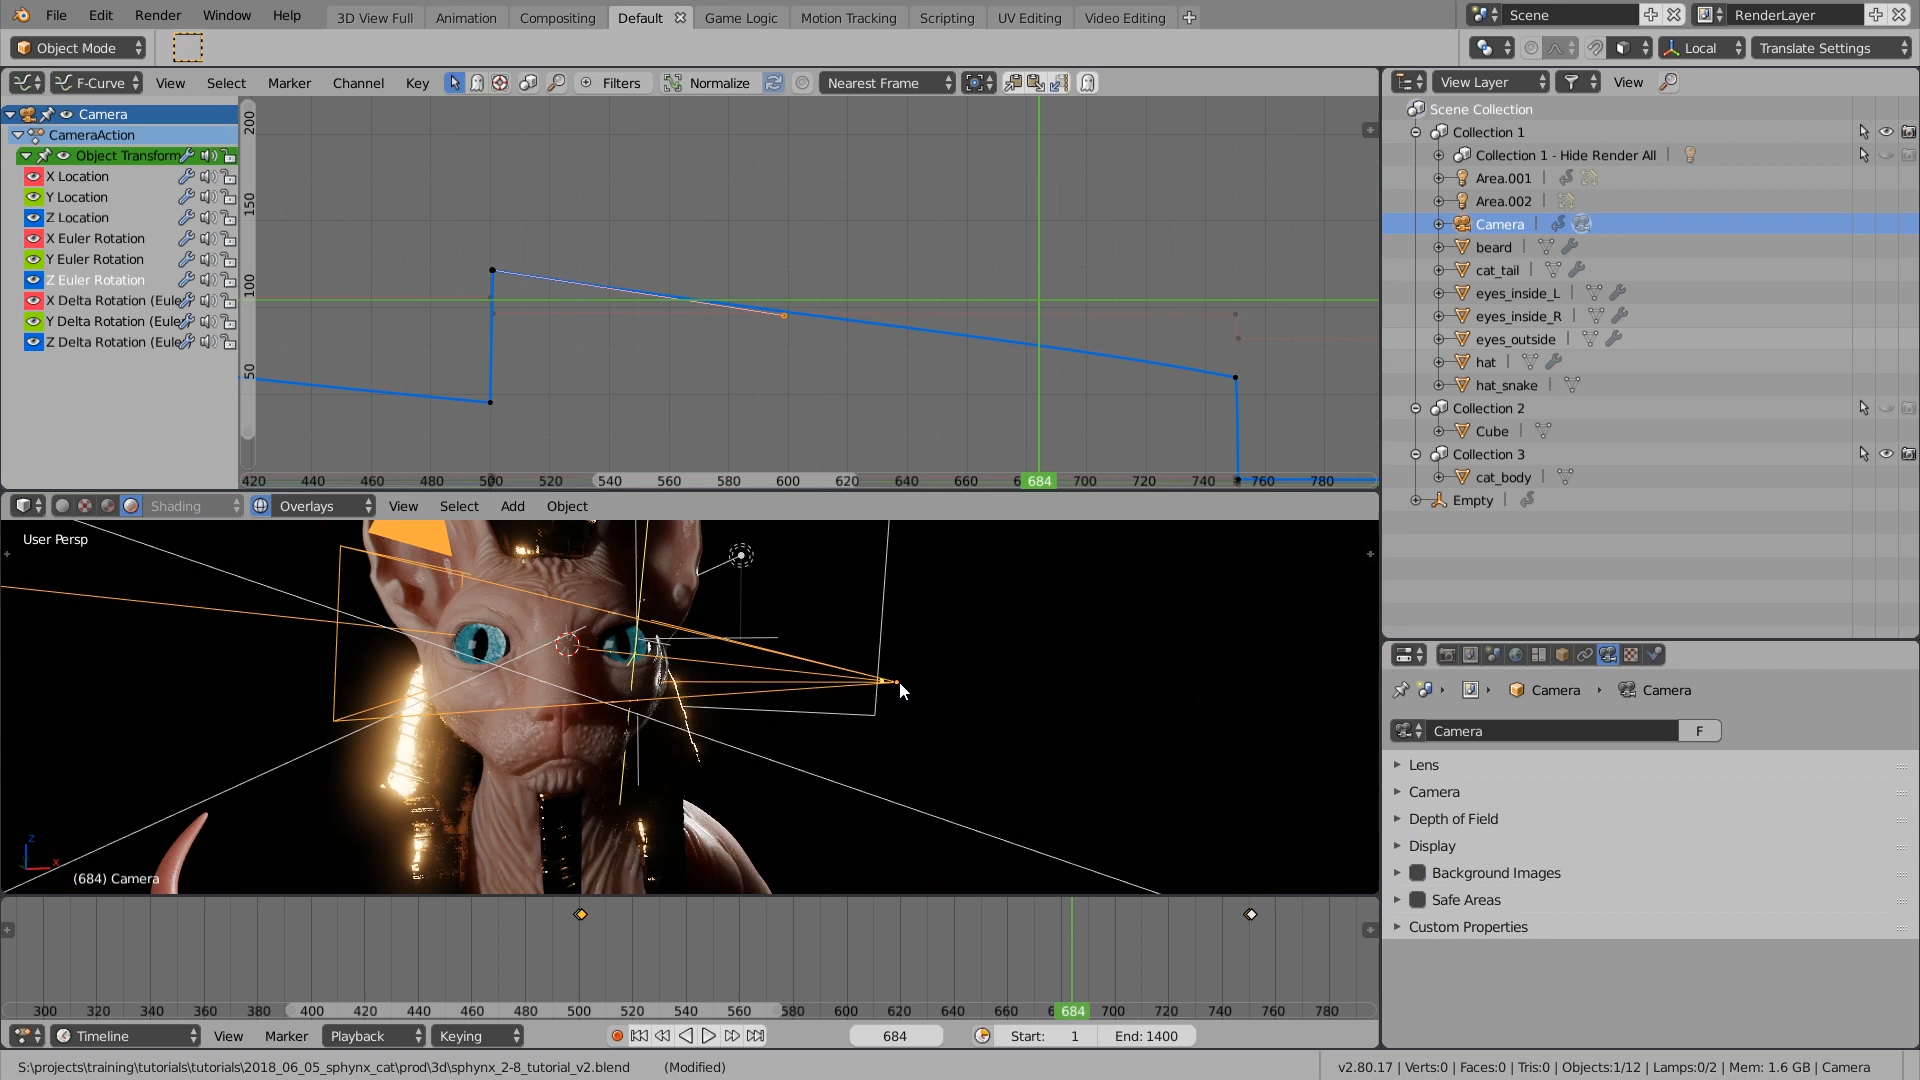 File Edit Render Window Help 3D View Full Animation Compositing Default Game Logic Motion Tracking Scripting UV Editing Video Editing Scene RenderLayer
Object Mode Local Translate Settings
F-Curve View Select Marker Channel Key Filters Normalize Nearest Frame View Layer View
Camera
CameraAction
Object Transform
X Location
Y Location
Z Location
X Euler Rotation
Y Euler Rotation
Z Euler Rotation
X Delta Rotation (Eule
Y Delta Rotation (Eule
Z Delta Rotation (Eule
200
150
100
50
420 440 460 480 500 520 540 560 580 600 620 640 660 6 684 700 720 740 760 780
Scene Collection
Collection 1
Collection 1 - Hide Render All
Area.001
Area.002
Camera
beard
cat_tail
eyes_inside_L
eyes_inside_R
eyes_outside
hat
hat_snake
Collection 2
Cube
Collection 3
cat_body
Empty
Shading Overlays View Select Add Object
User Persp
z
x
(684) Camera
Camera Camera
Camera F
Lens
Camera
Depth of Field
Display
Background Images
Safe Areas
Custom Properties
300 320 340 360 380 400 420 440 460 480 500 520 540 560 580 600 620 640 660 6 684 700 720 740 760 780
Timeline View Marker Playback Keying 684 Start: 1 End: 1400
S:\projects\training\tutorials\tutorials\2018_06_05_sphynx_cat\prod\3d\sphynx_2-8_tutorial_v2.blend (Modified) v2.80.17 | Verts:0 | Faces:0 | Tris:0 | Objects:1/12 | Lamps:0/2 | Mem: 1.6 GB | Camera